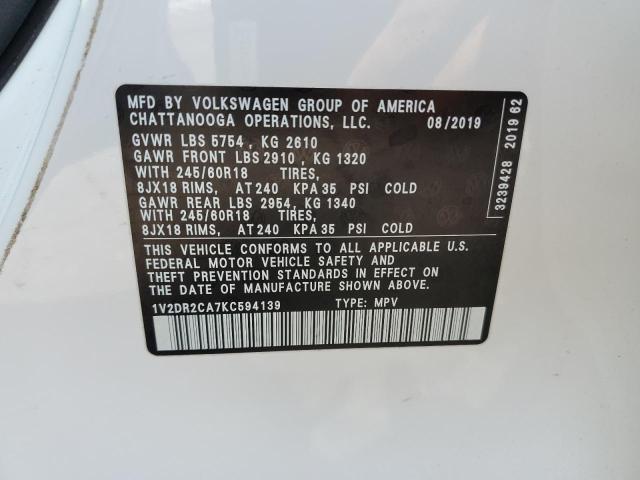 MFD BY VOLKSWAGEN GROUP OF AMERICA
CHATTANOOGA OPERATIONS, LLC. 08/2019
GVWR LBS 5754 , KG 2610
GAWR FRONT LBS 2910 , KG 1320
WITH 245/60R18 TIRES,
8JX18 RIMS, AT 240 KPA 35 PSI COLD
GAWR REAR LBS 2954, KG 1340
WITH 245/60R18 TIRES,
8JX18 RIMS, AT 240 KPA 35 PSI COLD
THIS VEHICLE CONFORMS TO ALL APPLICABLE U.S.
FEDERAL MOTOR VEHICLE SAFETY AND
THEFT PREVENTION STANDARDS IN EFFECT ON
THE DATE OF MANUFACTURE SHOWN ABOVE.
1V2DR2CA7KC594139 TYPE: MPV
3239428 2019 62